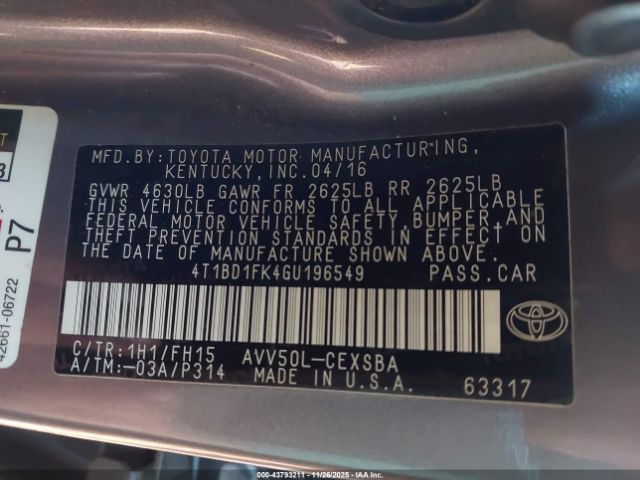 MFD. BY: TOYOTA MOTOR MANUFACTURING,
KENTUCKY, INC. 04/16
GVWR 4630LB GAWR FR 2625LB RR 2625LB
THIS VEHICLE CONFORMS TO ALL APPLICABLE
FEDERAL MOTOR VEHICLE SAFETY, BUMPER, AND
THEFT PREVENTION STANDARDS IN EFFECT ON
THE DATE OF MANUFACTURE SHOWN ABOVE.
4T1BD1FK4GU196549 PASS. CAR
C/TR: 1H1/FH15 AVV50L-CEXSBA
A/TM: -03A/P314 MADE IN U.S.A. 63317
P7
42661-06722
000-43793211 - 11/26/2025 - IAAI.com